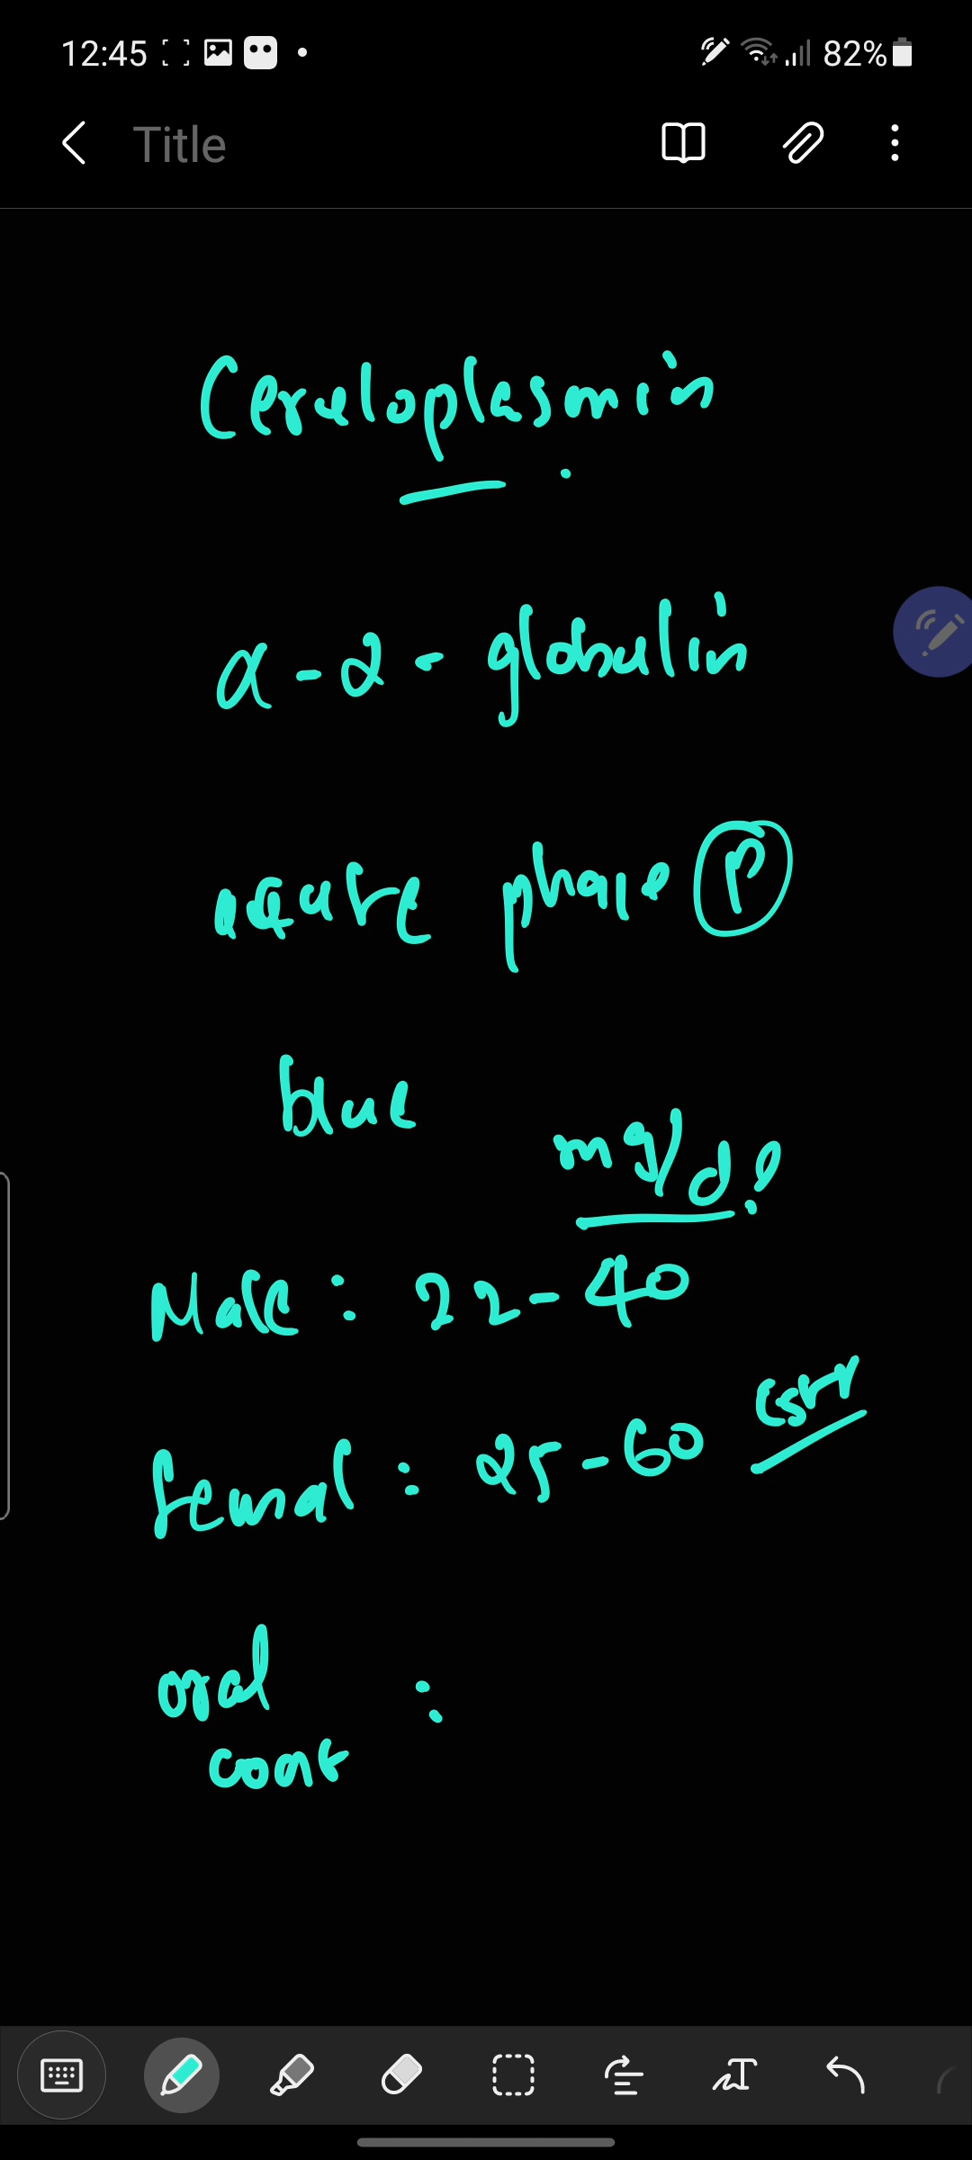 12:45 82%
Title
Ceruloplasmin
α-2-globulin
acute phase P
blue
mg/dl
Male: 22-40
femal: 25-60
oral :
cont